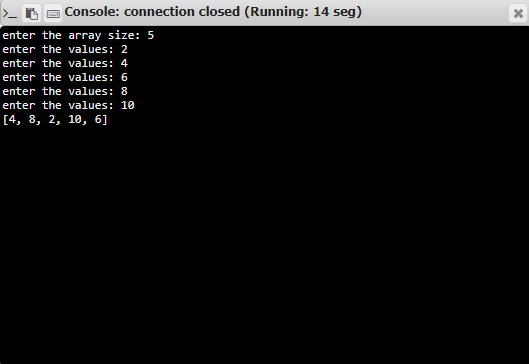 >_ Console: connection closed (Running: 14 seg)
enter the array size: 5
enter the values: 2
enter the values: 4
enter the values: 6
enter the values: 8
enter the values: 10
[4, 8, 2, 10, 6]